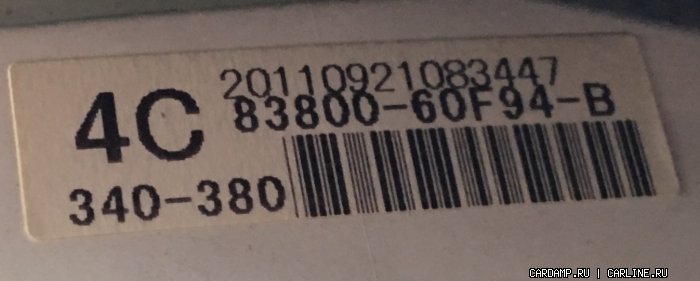 20110921083447
4C 83800-60F94-B
340-380
CARDAMP.RU | CARLINE.RU